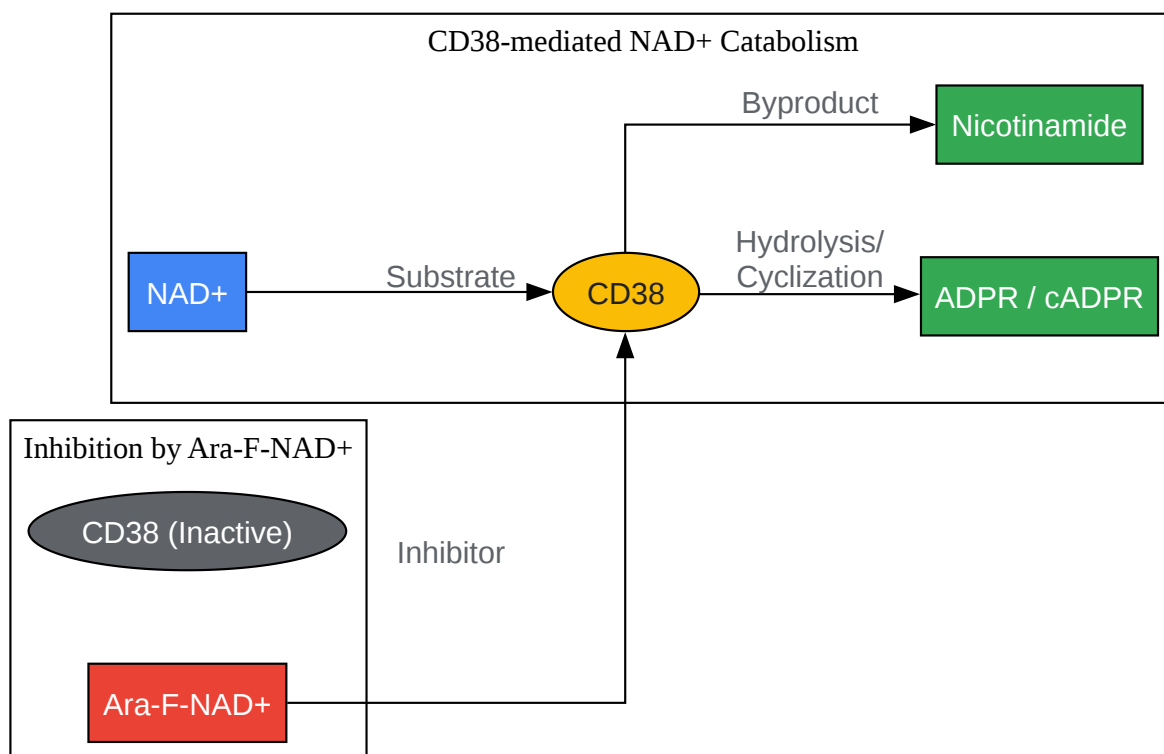 CD38-mediated NAD+ Catabolism
Byproduct
Nicotinamide
Hydrolysis/
Cyclization
NAD+
Substrate
CD38
ADPR / cADPR
Inhibition by Ara-F-NAD+
CD38 (Inactive)
Inhibitor
Ara-F-NAD+